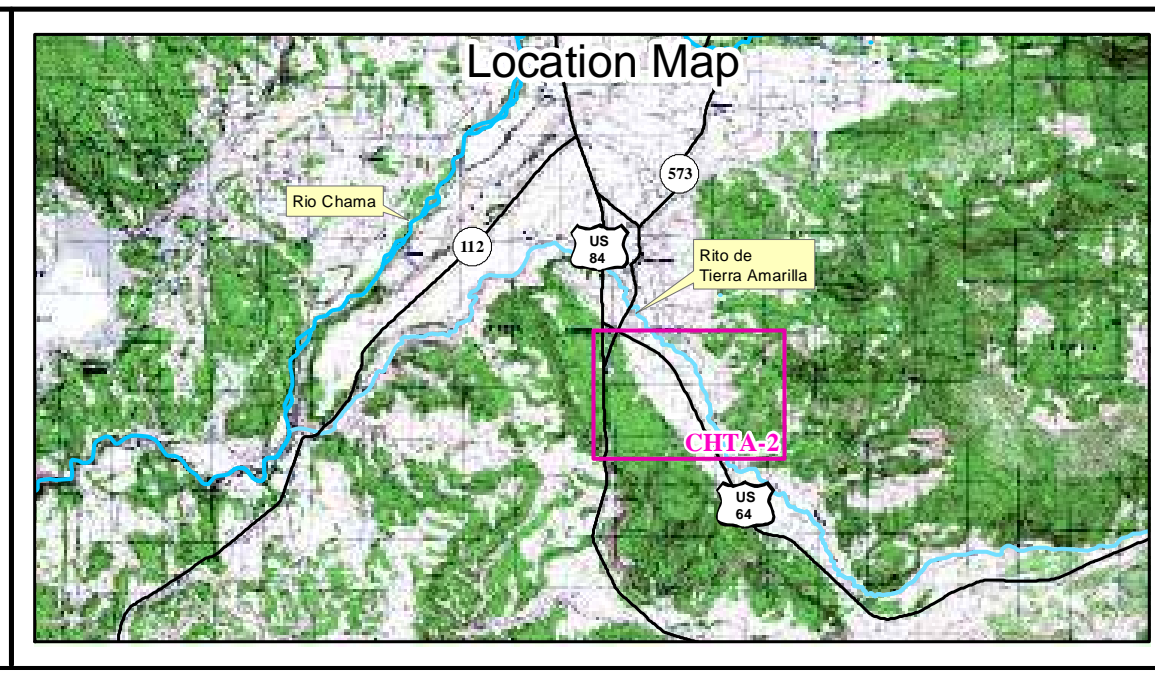 Location Map
573
Rio Chama
112
US
84
Rito de
Tierra Amarilla
CHTA-2
US
64